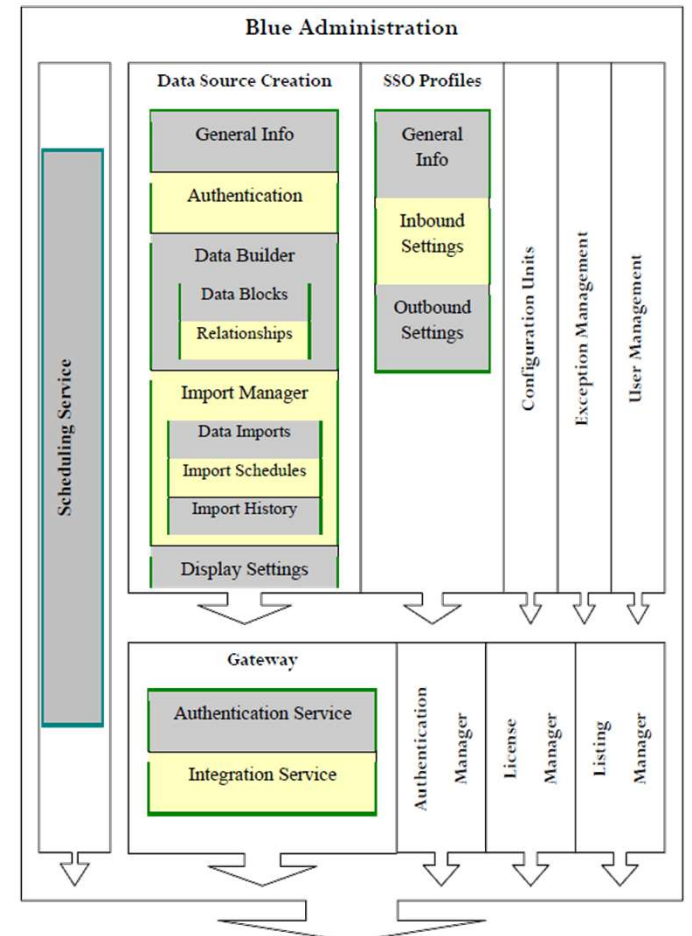 Blue Administration
Data Source Creation
SSO Profiles
General Info
Authentication
Data Builder
Data Blocks
Relationships
Import Manager
Data Imports
Import Schedules
Import History
Display Settings
General
Info
Inbound
Settings
Outbound
Settings
Configuration Units
Exception Management
User Management
Scheduling Service
Gateway
Authentication Service
Integration Service
Authentication
Manager
License
Manager
Listing
Manager